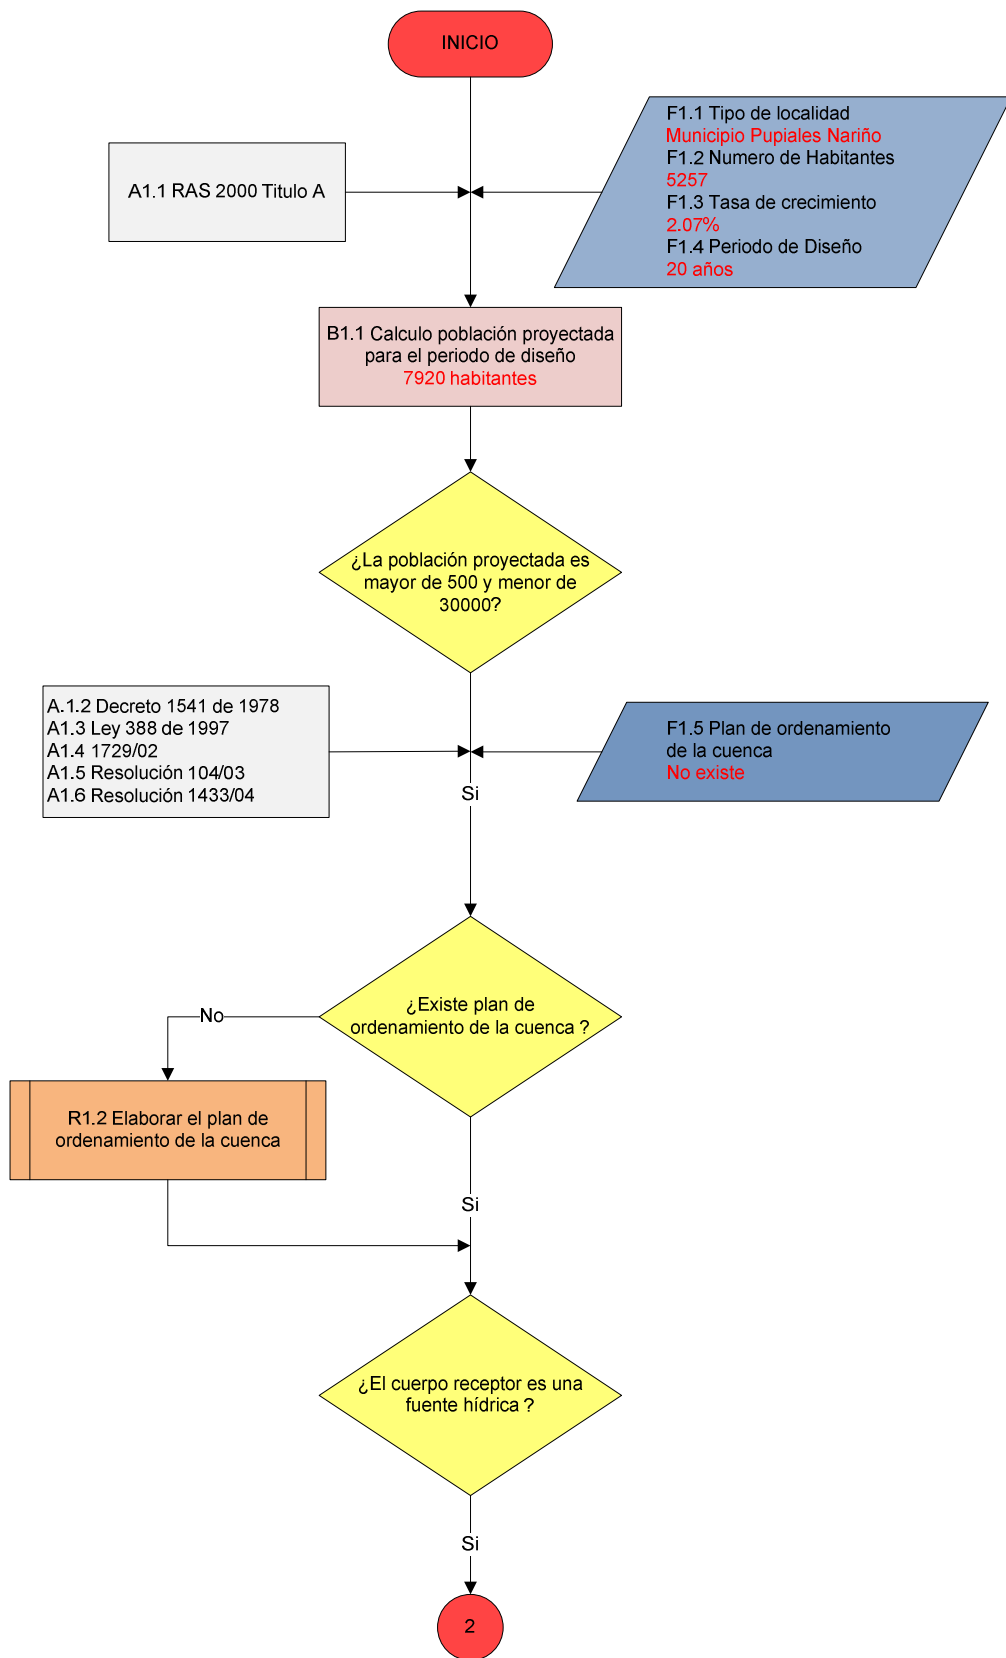 INICIO
A1.1 RAS 2000 Titulo A
F1.1 Tipo de localidad
Municipio Pupiales Nariño
F1.2 Numero de Habitantes
5257
F1.3 Tasa de crecimiento
2.07%
F1.4 Periodo de Diseño
20 años
B1.1 Calculo población proyectada
para el periodo de diseño
7920 habitantes
¿La población proyectada es
mayor de 500 y menor de
30000?
A.1.2 Decreto 1541 de 1978
A1.3 Ley 388 de 1997
A1.4 1729/02
A1.5 Resolución 104/03
A1.6 Resolución 1433/04
F1.5 Plan de ordenamiento
de la cuenca
No existe
Si
¿Existe plan de
ordenamiento de la cuenca ?
No
R1.2 Elaborar el plan de
ordenamiento de la cuenca
Si
¿El cuerpo receptor es una
fuente hídrica ?
Si
2